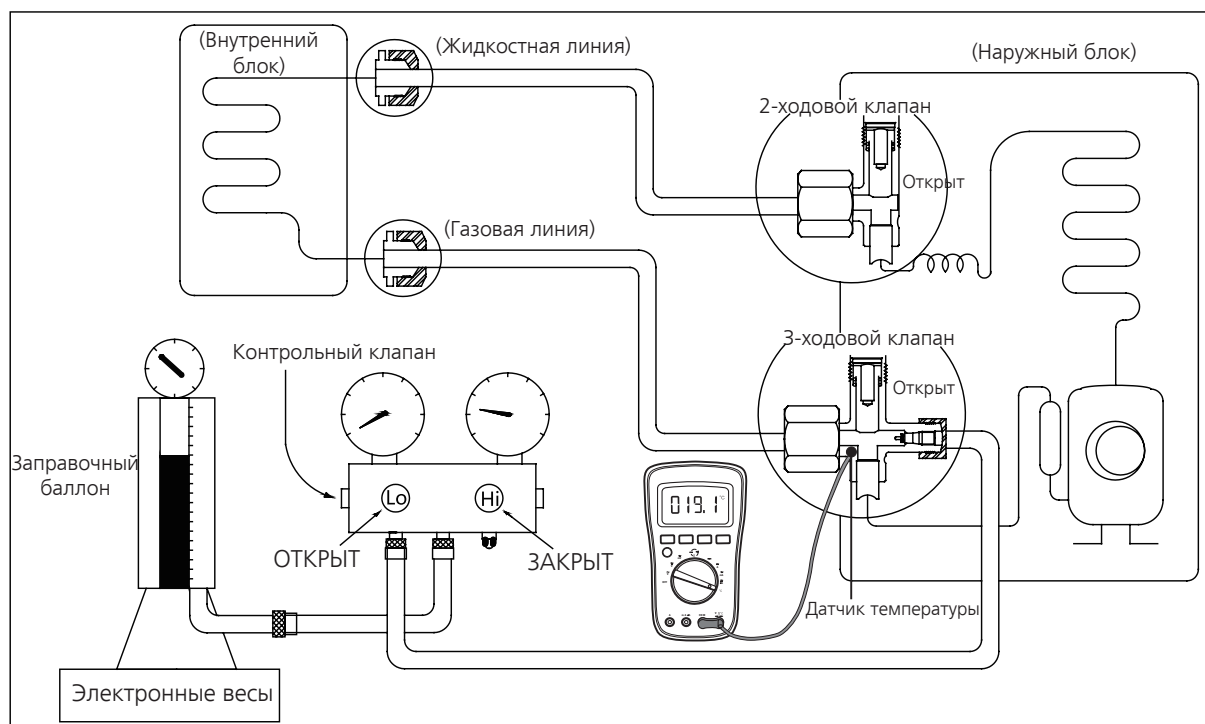 (Внутренний
блок)
(Жидкостная линия)
(Наружный блок)
2-ходовой клапан
Открыт
(Газовая линия)
3-ходовой клапан
Открыт
Контрольный клапан
Заправочный
баллон
Lo
Hi
ОТКРЫТ
ЗАКРЫТ
019.1
°C
Датчик температуры
Электронные весы